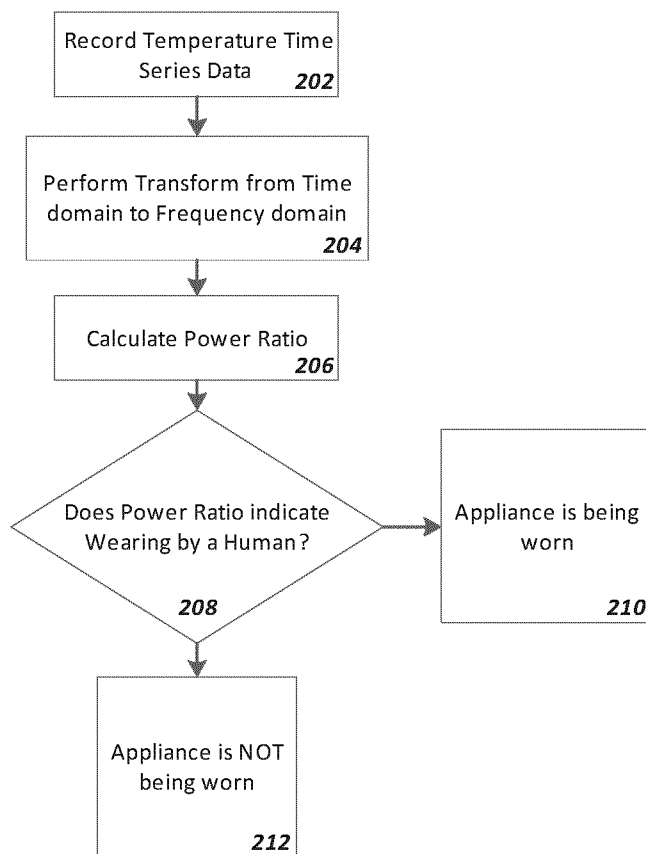 Record Temperature Time
Series Data
202
Perform Transform from Time
domain to Frequency domain
204
Calculate Power Ratio
206
Does Power Ratio indicate
Wearing by a Human?
208
Appliance is being
worn
210
Appliance is NOT
being worn
212